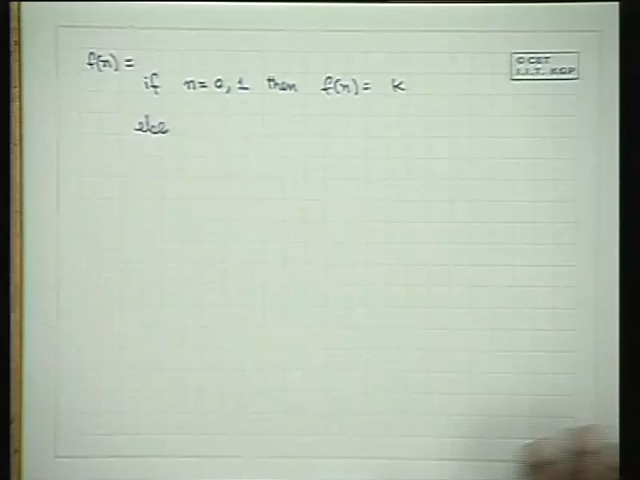 f(n) =
if n = 0, 1 then f(n) = k
else
© CET
I.I.T. KGP